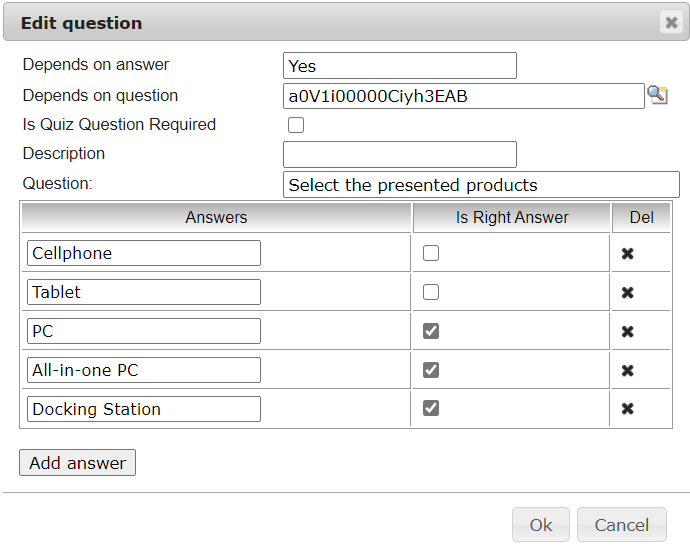 Edit question
Depends on answer Yes
Depends on question a0V1i00000Ciyh3EAB
Is Quiz Question Required
Description
Question: Select the presented products
Answers Is Right Answer Del
Cellphone
Tablet
PC
All-in-one PC
Docking Station
Add answer
Ok Cancel